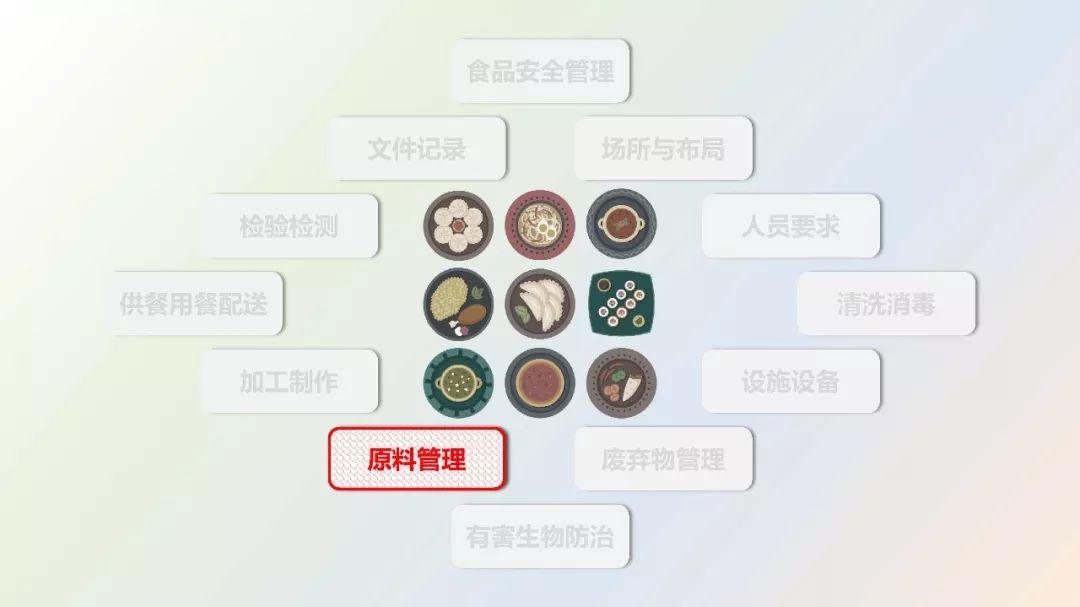 食品安全管理
文件记录
场所与布局
检验检测
人员要求
供餐用餐配送
清洗消毒
加工制作
设施设备
原料管理
废弃物管理
有害生物防治